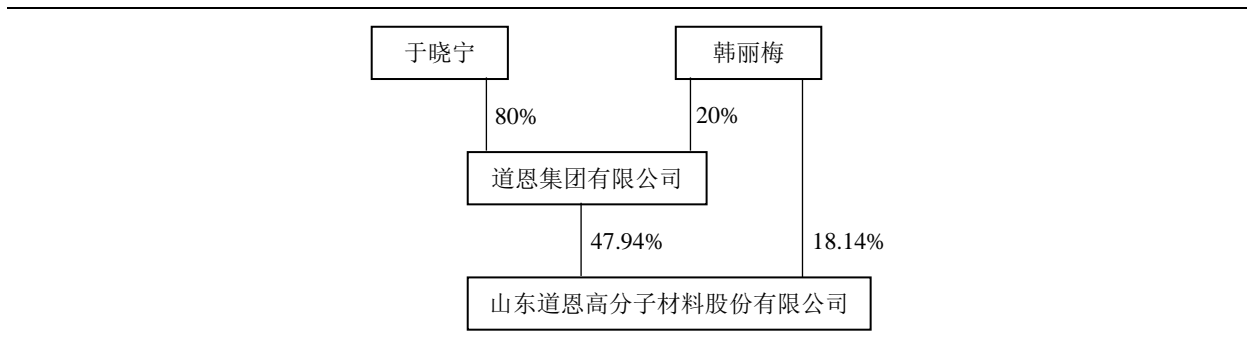 于晓宁
韩丽梅
80%
20%
道恩集团有限公司
47.94%
18.14%
山东道恩高分子材料股份有限公司